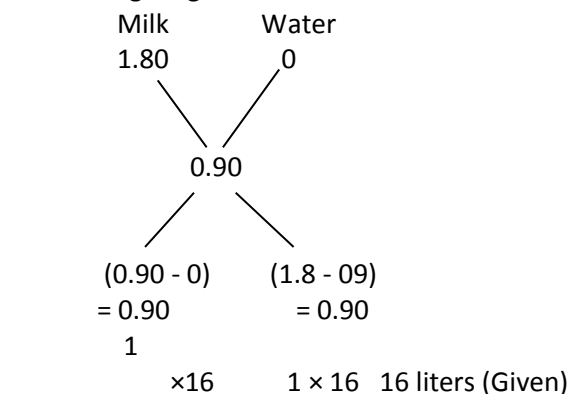 Milk Water
1.80 0
0.90
(0.90 - 0) (1.8 - 09)
= 0.90 = 0.90
1
×16 1 × 16 16 liters (Given)